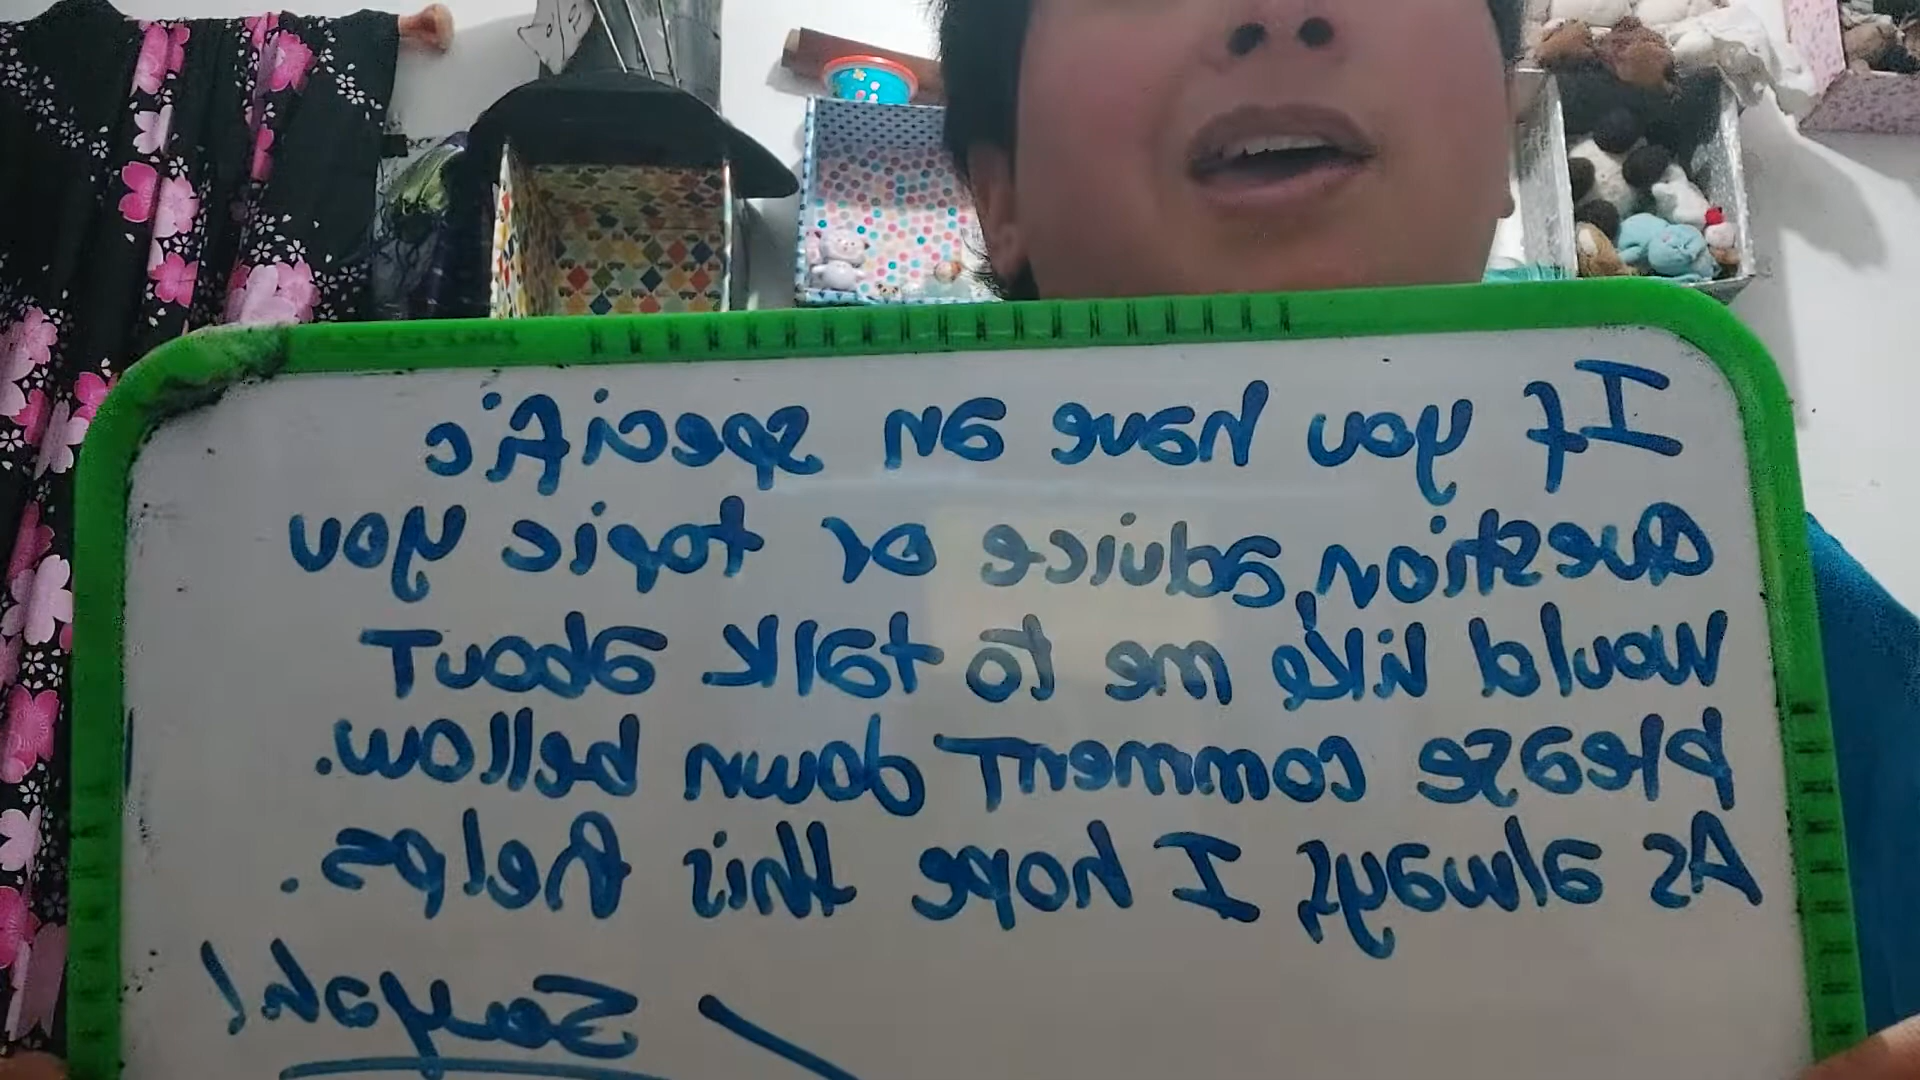 If you have an specific
Question, advice or topic you
would like me to talk about
please comment down bellow.
As always, I hope this helps.